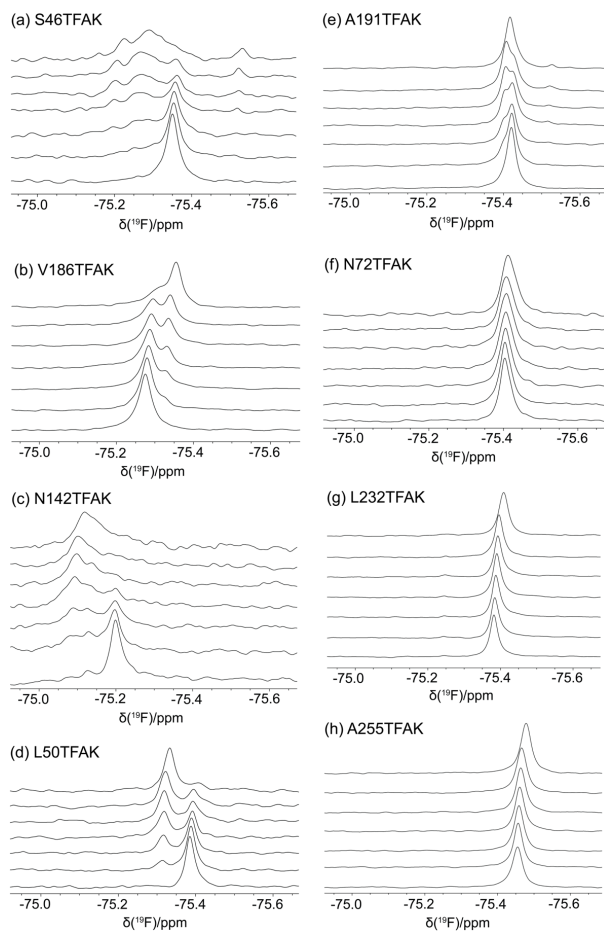 (a) S46TFAK
-75.0 -75.2 -75.4 -75.6
δ(¹⁹F)/ppm
(b) V186TFAK
-75.0 -75.2 -75.4 -75.6
δ(¹⁹F)/ppm
(c) N142TFAK
-75.0 -75.2 -75.4 -75.6
δ(¹⁹F)/ppm
(d) L50TFAK
-75.0 -75.2 -75.4 -75.6
δ(¹⁹F)/ppm
(e) A191TFAK
-75.0 -75.2 -75.4 -75.6
δ(¹⁹F)/ppm
(f) N72TFAK
-75.0 -75.2 -75.4 -75.6
δ(¹⁹F)/ppm
(g) L232TFAK
-75.0 -75.2 -75.4 -75.6
δ(¹⁹F)/ppm
(h) A255TFAK
-75.0 -75.2 -75.4 -75.6
δ(¹⁹F)/ppm